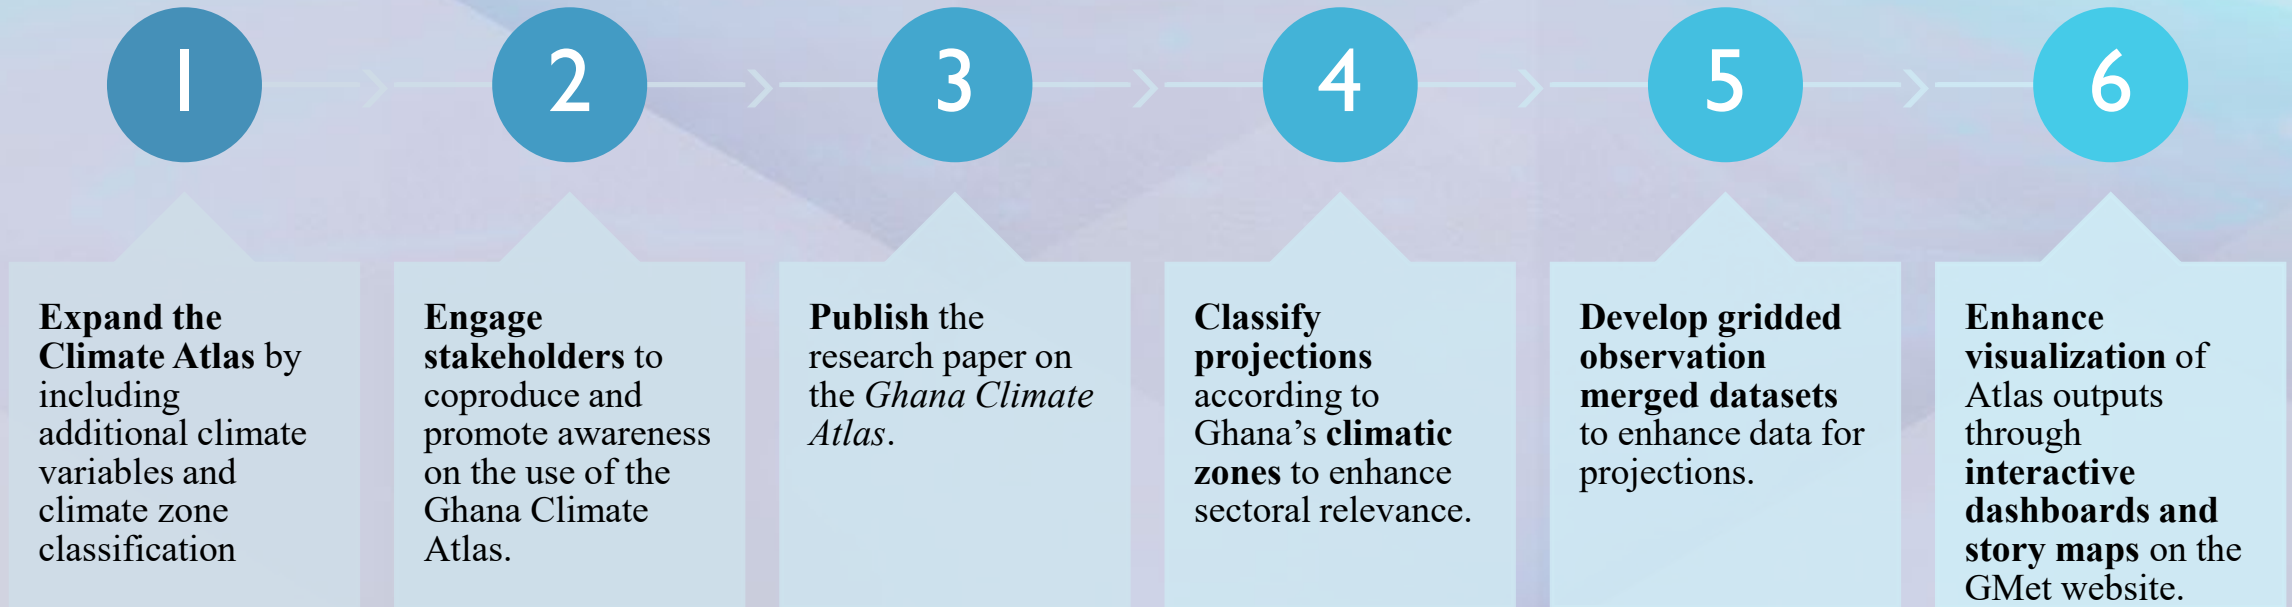 1
2
3
4
5
6
Expand the
Climate Atlas by
including
additional climate
variables and
climate zone
classification
Engage
stakeholders to
coproduce and
promote awareness
on the use of the
Ghana Climate
Atlas.
Publish the
research paper on
the Ghana Climate
Atlas.
Classify
projections
according to
Ghana’s climatic
zones to enhance
sectoral relevance.
Develop gridded
observation
merged datasets
to enhance data for
projections.
Enhance
visualization of
Atlas outputs
through
interactive
dashboards and
story maps on the
GMet website.